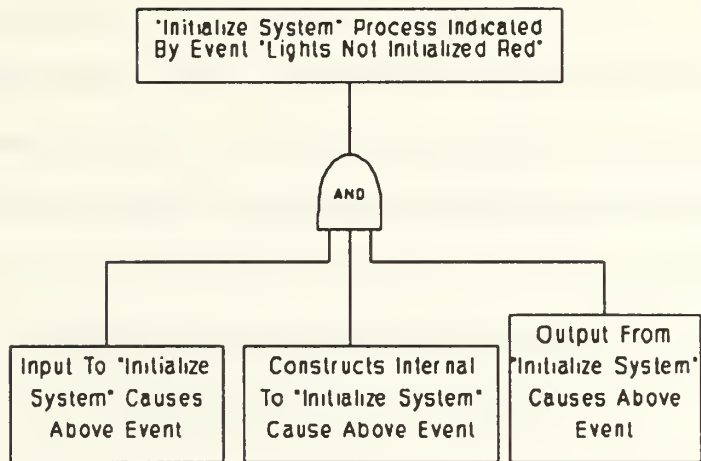 "Initialize System" Process Indicated
By Event "Lights Not Initialized Red"
AND
Input To "Initialize
System" Causes
Above Event
Constructs Internal
To "Initialize System"
Cause Above Event
Output From
"Initialize System"
Causes Above
Event